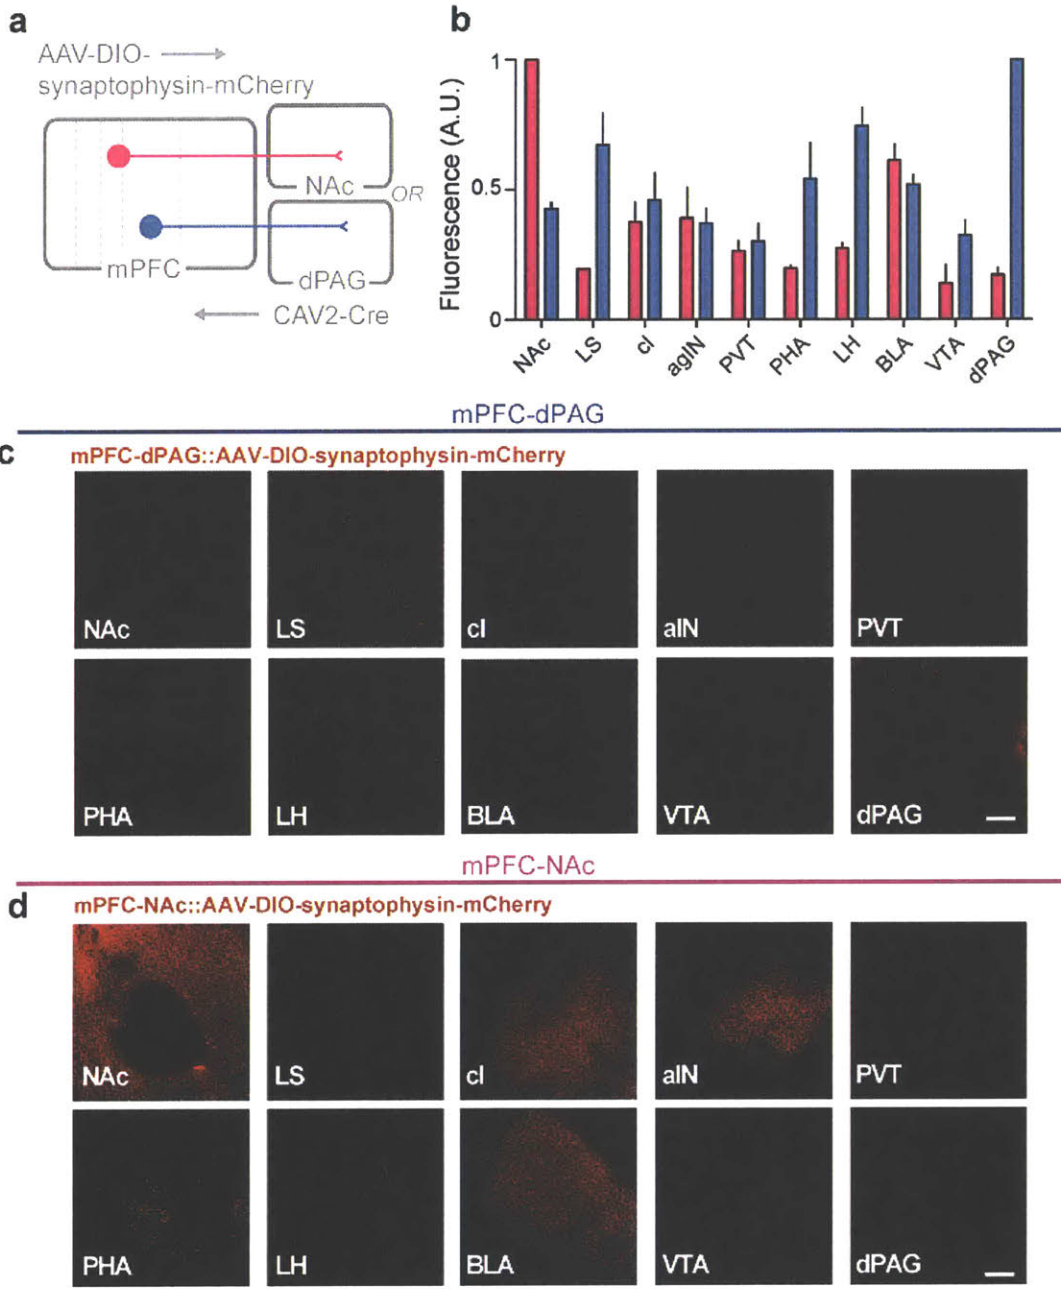 a
AAV-DIO-
synaptophysin-mCherry
NAc
OR
mPFC
dPAG
CAV2-Cre
b
Fluorescence (A.U.)
1
0.5
0
NAc
LS
cl
agIN
PVT
PHA
LH
BLA
VTA
dPAG
mPFC-dPAG
c
mPFC-dPAG::AAV-DIO-synaptophysin-mCherry
NAc LS cl aIN PVT
PHA LH BLA VTA dPAG
mPFC-NAc
d
mPFC-NAc::AAV-DIO-synaptophysin-mCherry
NAc LS cl aIN PVT
PHA LH BLA VTA dPAG